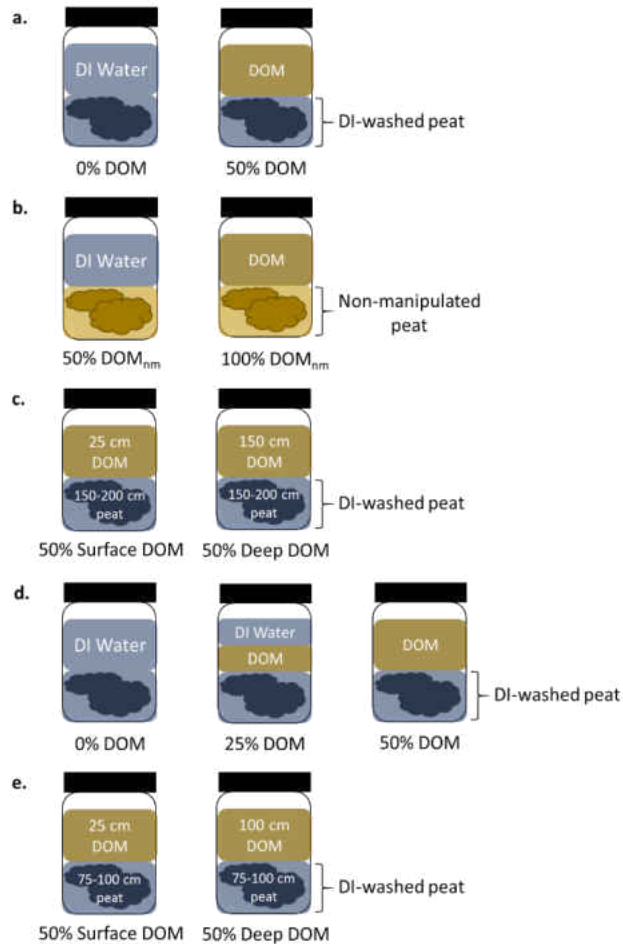 a.
DI Water
DOM
DI-washed peat
0% DOM
50% DOM
b.
DI Water
DOM
Non-manipulated
peat
50% DOMnm
100% DOMnm
c.
25 cm
DOM
150 cm
DOM
150-200 cm
peat
150-200 cm
peat
DI-washed peat
50% Surface DOM
50% Deep DOM
d.
DI Water
DI Water
DOM
DOM
DI-washed peat
0% DOM
25% DOM
50% DOM
e.
25 cm
DOM
100 cm
DOM
75-100 cm
peat
75-100 cm
peat
DI-washed peat
50% Surface DOM
50% Deep DOM